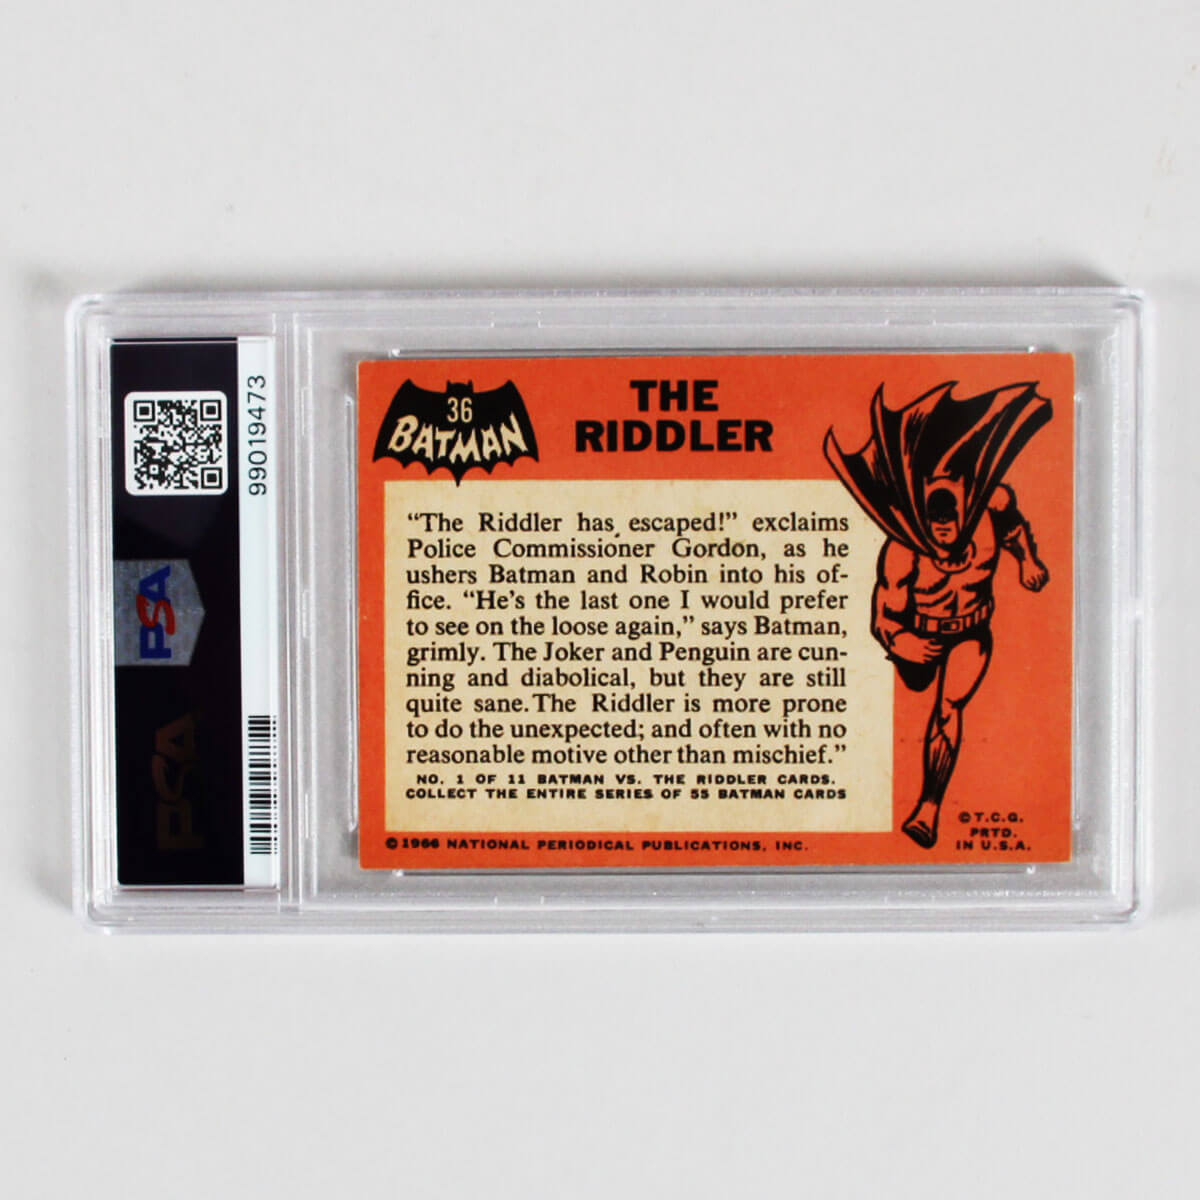 99019473
PSA
PSA
36
BATMAN
THE
RIDDLER
“The Riddler has escaped!” exclaims
Police Commissioner Gordon, as he
ushers Batman and Robin into his of-
fice. “He’s the last one I would prefer
to see on the loose again,” says Batman,
grimly. The Joker and Penguin are cun-
ning and diabolical, but they are still
quite sane. The Riddler is more prone
to do the unexpected; and often with no
reasonable motive other than mischief.”
NO. 1 OF 11 BATMAN VS. THE RIDDLER CARDS.
COLLECT THE ENTIRE SERIES OF 55 BATMAN CARDS
© 1966 NATIONAL PERIODICAL PUBLICATIONS, INC.
© T.C.G.
PRTD.
IN U.S.A.